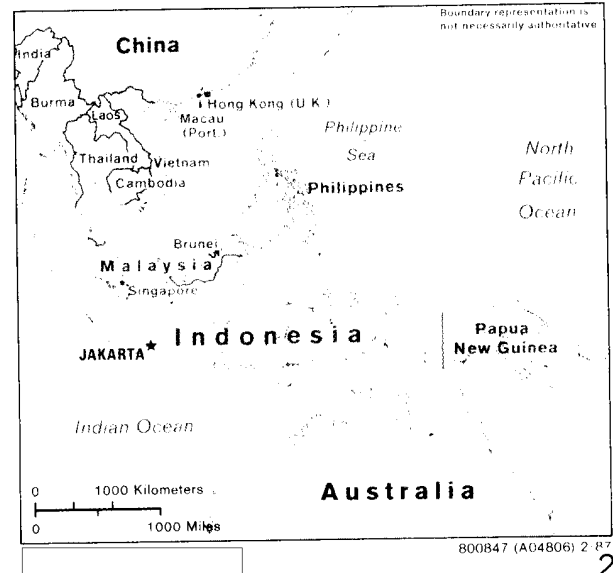 Boundary representation is
not necessarily authoritative
China
India
Burma
Laos
Hong Kong (U.K.)
Macau
(Port.)
Philippine
Sea
North
Pacific
Ocean
Thailand
Vietnam
Cambodia
Philippines
Brunei
Malaysia
Singapore
Indonesia
JAKARTA
Papua
New Guinea
Indian Ocean
Australia
0 1000 Kilometers
0 1000 Miles
800847 (A04806) 2-87
2